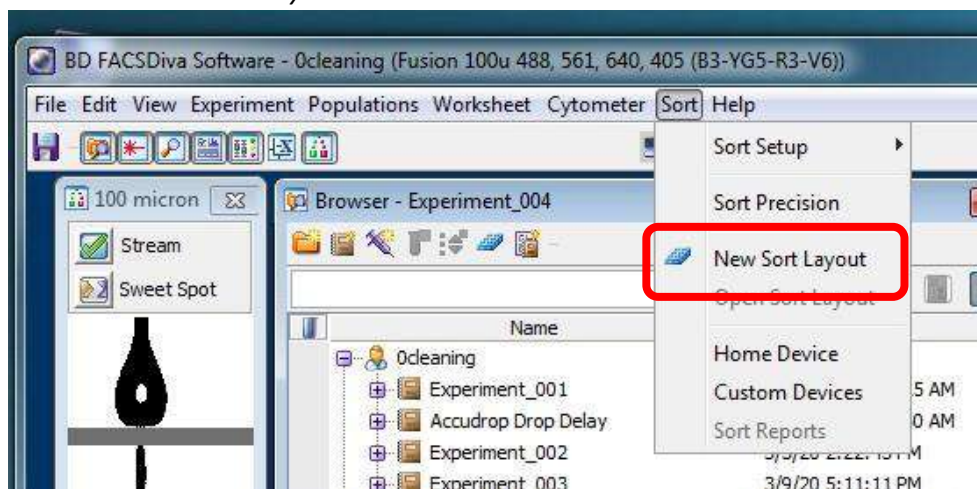 BD FACSDiva Software - 0cleaning (Fusion 100u 488, 561, 640, 405 (B3-YG5-R3-V6))
File Edit View Experiment Populations Worksheet Cytometer Sort Help
Sort Setup
100 micron
Browser - Experiment_004
Sort Precision
Stream
New Sort Layout
Sweet Spot
Open Sort Layout
Name
0cleaning
Home Device
Experiment_001
5 AM
Custom Devices
Accudrop Drop Delay
0 AM
Sort Reports
Experiment_002
Experiment_003
3/9/20 5:11:11 PM